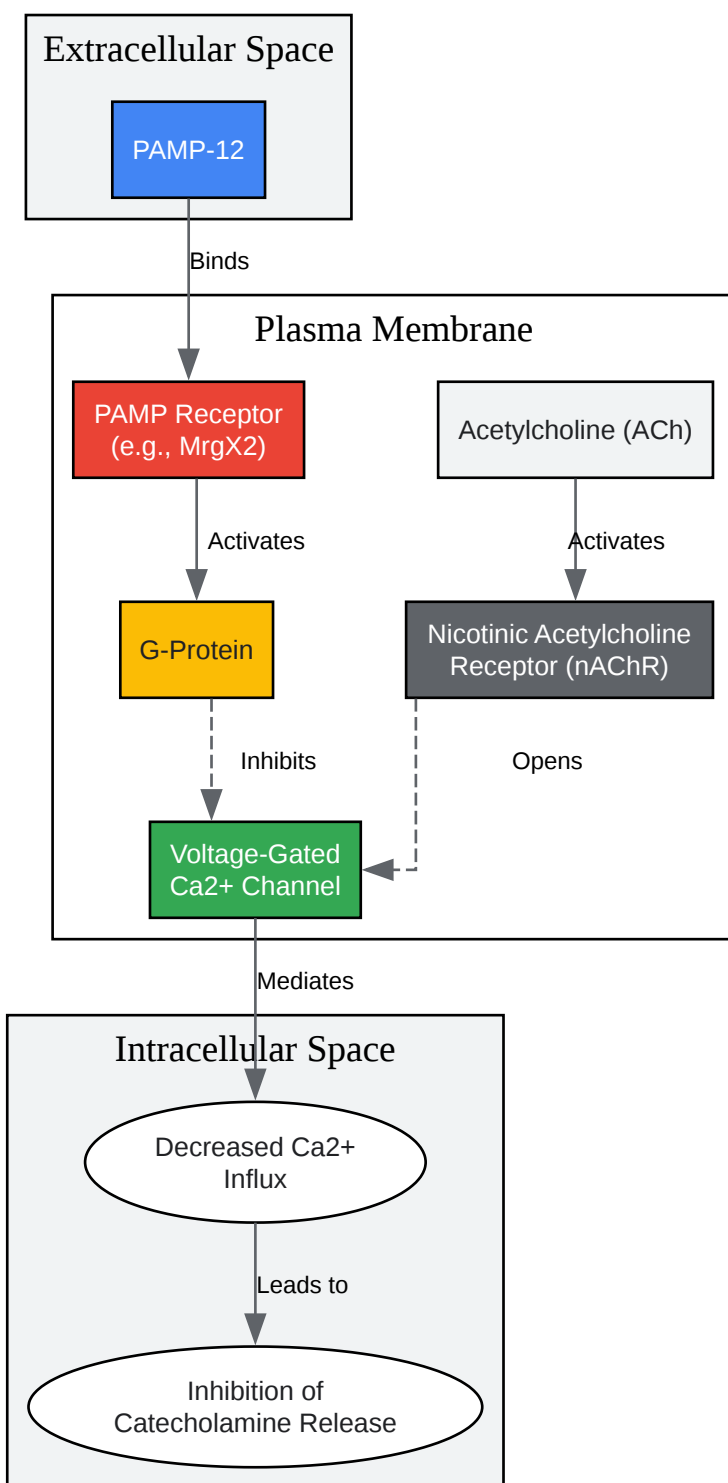 Extracellular Space
PAMP-12
Binds
Plasma Membrane
PAMP Receptor
(e.g., MrgX2)
Acetylcholine (ACh)
Activates
Activates
G-Protein
Nicotinic Acetylcholine
Receptor (nAChR)
Inhibits
Opens
Voltage-Gated
Ca2+ Channel
Mediates
Intracellular Space
Decreased Ca2+
Influx
Leads to
Inhibition of
Catecholamine Release